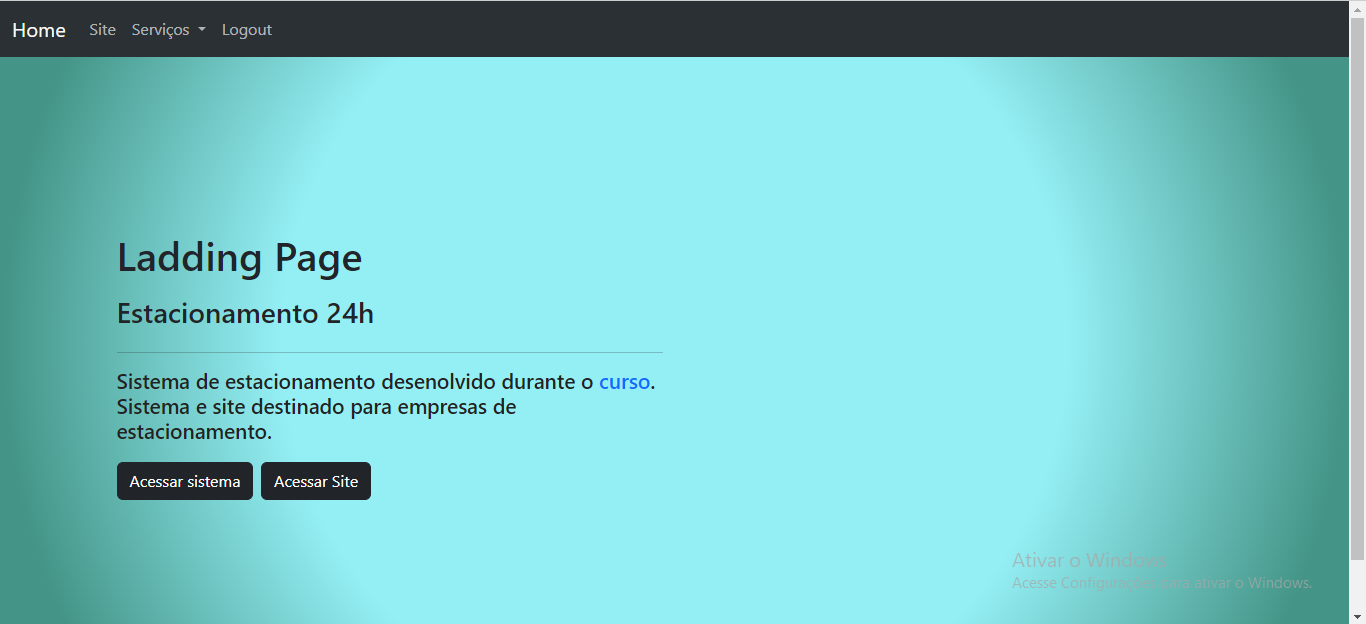 Home Site Serviços Logout
Ladding Page
Estacionamento 24h
Sistema de estacionamento desenolvido durante o curso.
Sistema e site destinado para empresas de
estacionamento.
Acessar sistema Acessar Site
Ativar o Windows
Acesse Configurações para ativar o Windows.